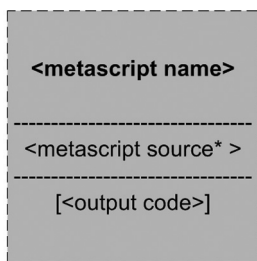 <metascript name>
<metascript source* >
[<output code>]